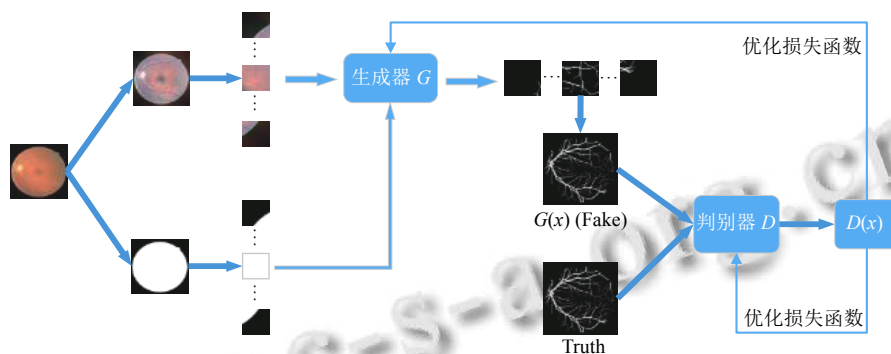 优化损失函数
生成器 G
G(x) (Fake)
判别器 D
D(x)
优化损失函数
Truth